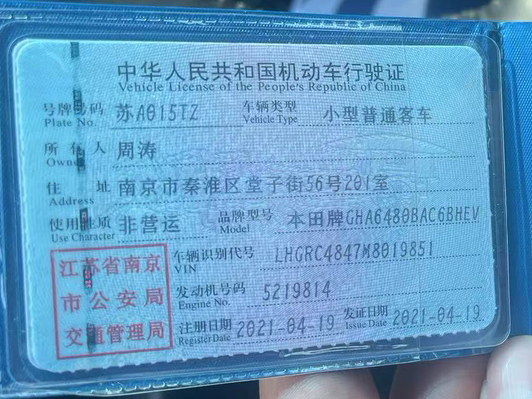 中华人民共和国机动车行驶证
Vehicle License of the People's Republic of China
号牌号码 苏A015TZ 车辆类型 小型普通客车
Plate No. Vehicle Type
所有人 周涛
Owner
住址 南京市秦淮区堂子街56号201室
Address
使用性质 非营运 品牌型号 本田牌GHA6480BAC6BHEV
Use Character Model
江苏省南京
市公安局
交通管理局
车辆识别代号 LHGRC4847M8019851
VIN
发动机号码 5219814
Engine No.
注册日期 2021-04-19 发证日期 2021-04-19
Register Date Issue Date